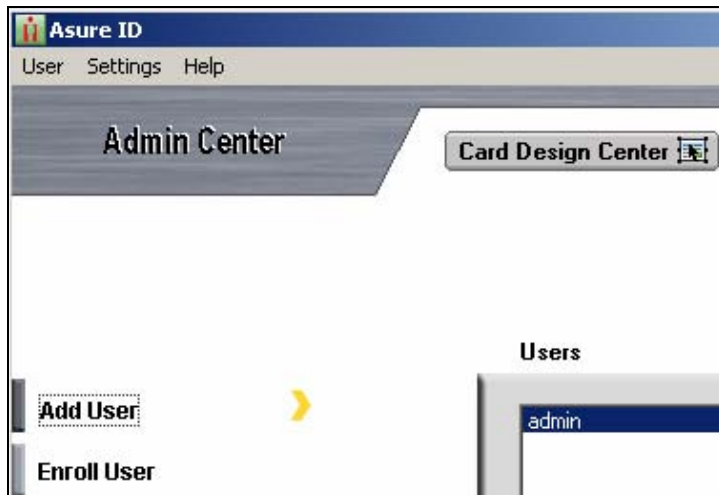 Asure ID
User Settings Help
Admin Center
Card Design Center
Users
Add User
admin
Enroll User